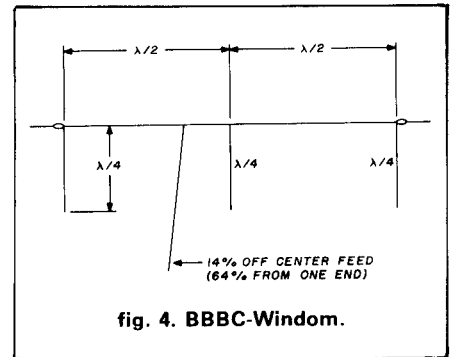 λ/2 λ/2
λ/4 λ/4 λ/4
14% OFF CENTER FEED
(64% FROM ONE END)
fig. 4. BBBC-Windom.